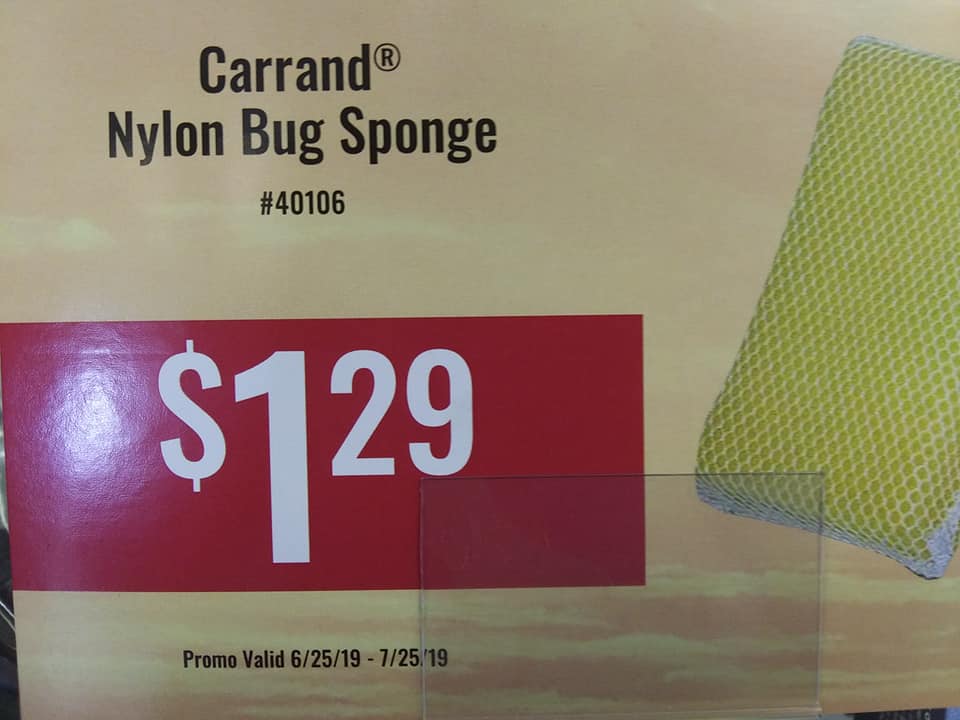 Carrand®
Nylon Bug Sponge
#40106
$129
Promo Valid 6/25/19 - 7/25/19